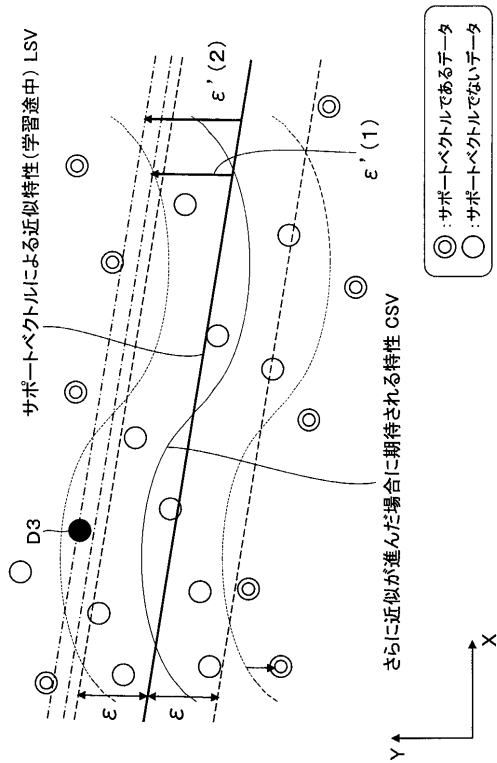 サポートベクトルによる近似特性(学習途中) LSV
D3
ε
ε
ε'(2)
ε'(1)
さらに近似が進んだ場合に期待される特性 CSV
Y
X
◎:サポートベクトルであるデータ
○:サポートベクトルでないデータ